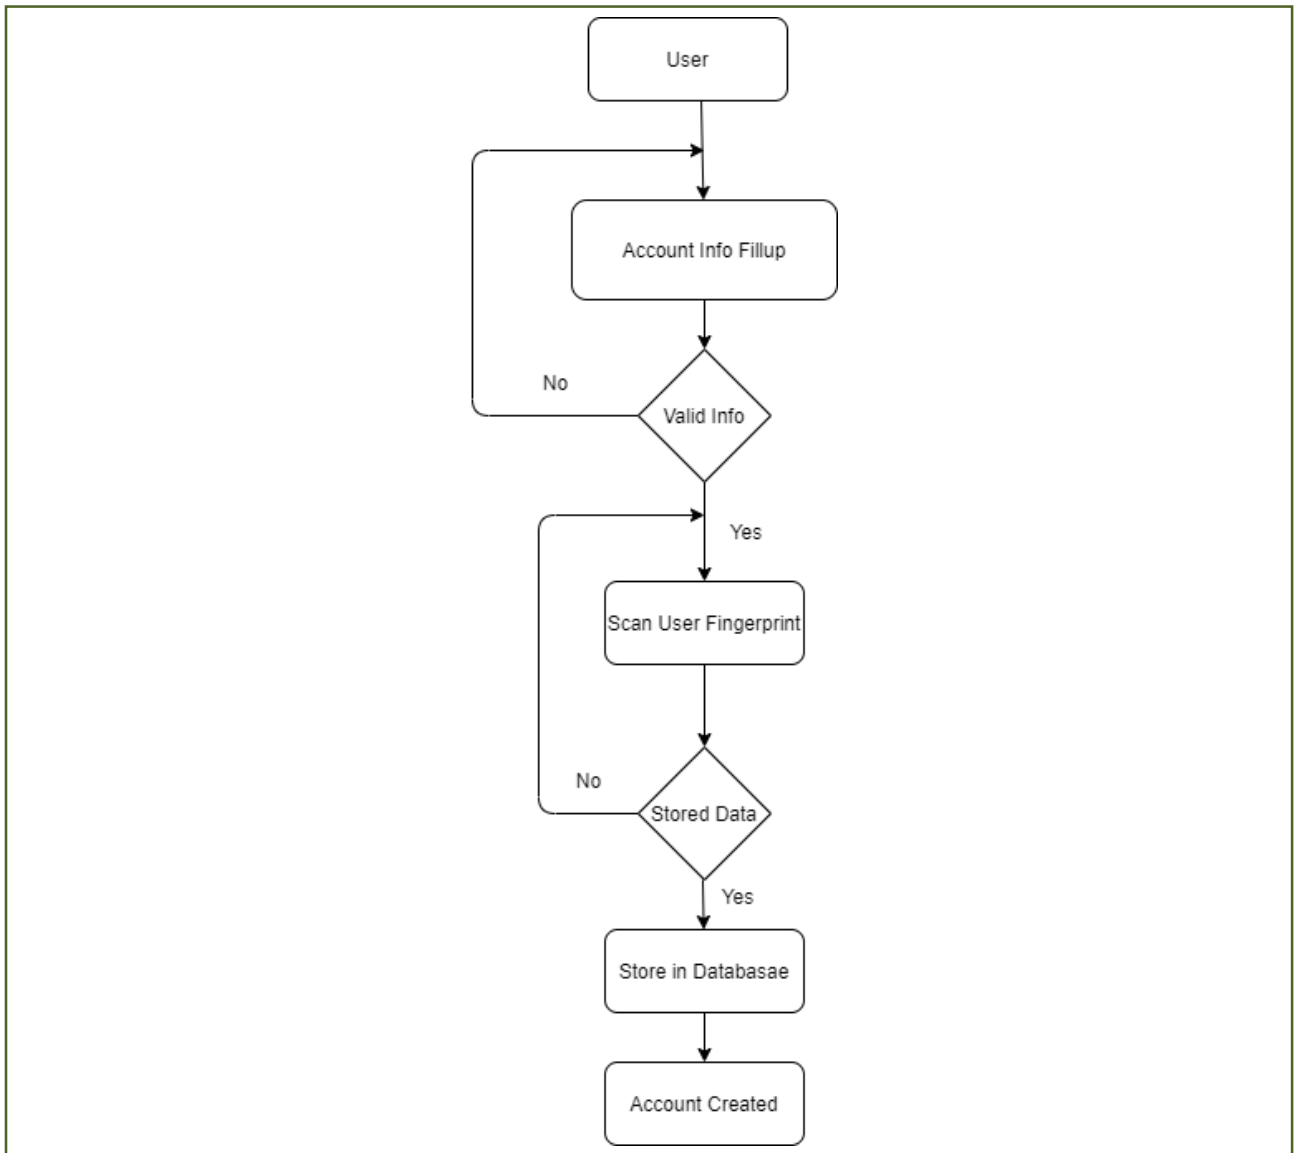 User
Account Info Fillup
No
Valid Info
Yes
Scan User Fingerprint
No
Stored Data
Yes
Store in Databasae
Account Created